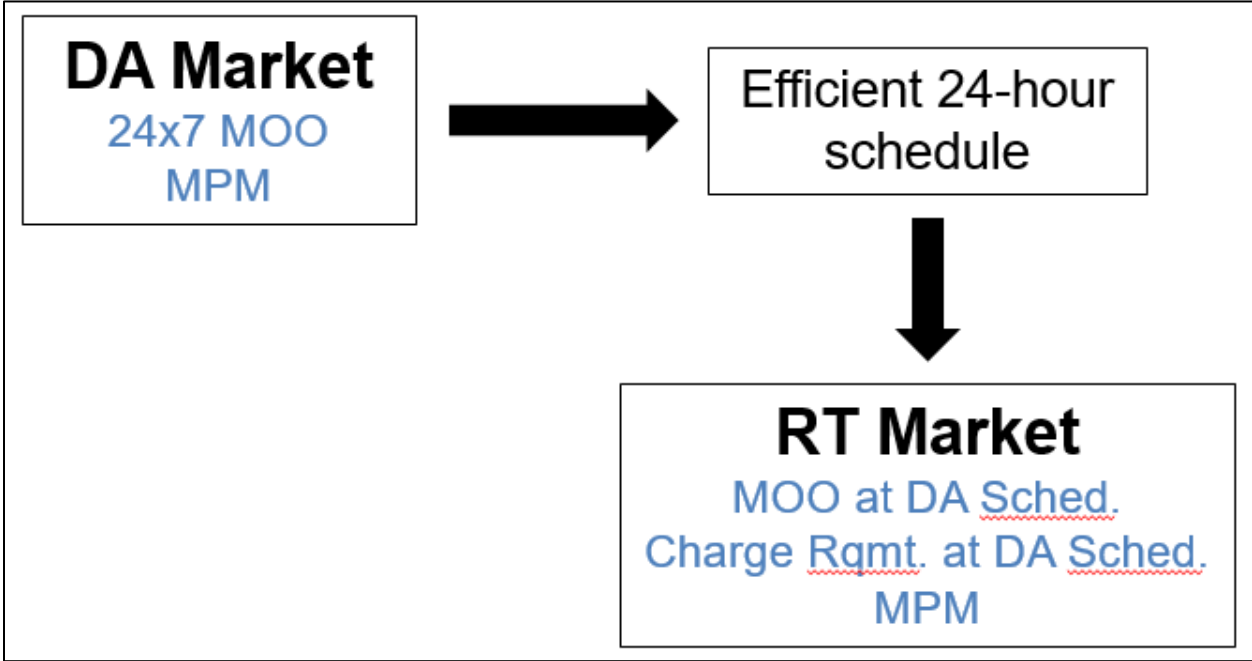 DA Market
24x7 MOO
MPM
Efficient 24-hour
schedule
RT Market
MOO at DA Sched.
Charge Rqmt. at DA Sched.
MPM